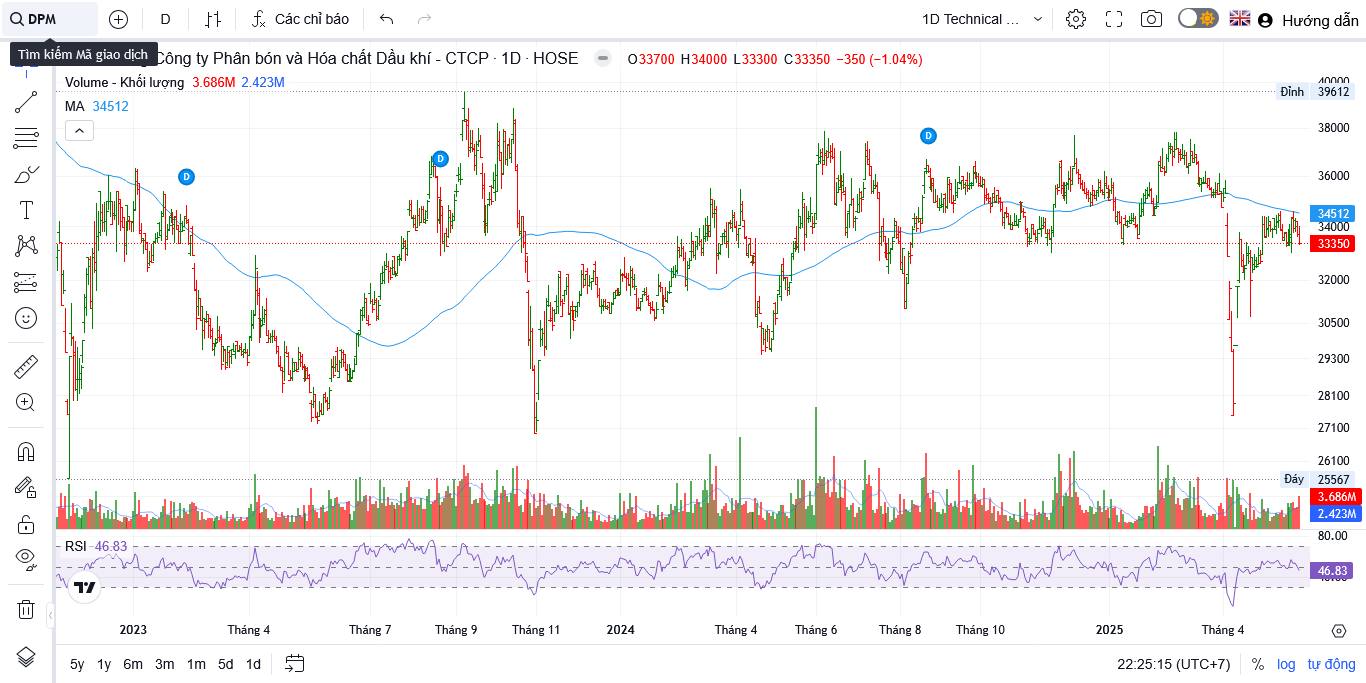 DPM
D
Các chỉ báo
1D Technical ...
Hướng dẫn
Tìm kiếm Mã giao dịch
Công ty Phân bón và Hóa chất Dầu khí - CTCP · 1D · HOSE
O33700 H34000 L33300 C33350 −350 (−1.04%)
Volume - Khối lượng 3.686M 2.423M
MA 34512
D
D
D
40000
Đỉnh 39612
38000
36000
34512
34000
33350
32000
30500
29300
28100
27100
26100
Đáy 25567
3.686M
2.423M
RSI 46.83
80.00
46.83
2023 Tháng 4 Tháng 7 Tháng 9 Tháng 11 2024 Tháng 4 Tháng 6 Tháng 8 Tháng 10 2025 Tháng 4
5y 1y 6m 3m 1m 5d 1d
22:25:15 (UTC+7) % log tự động